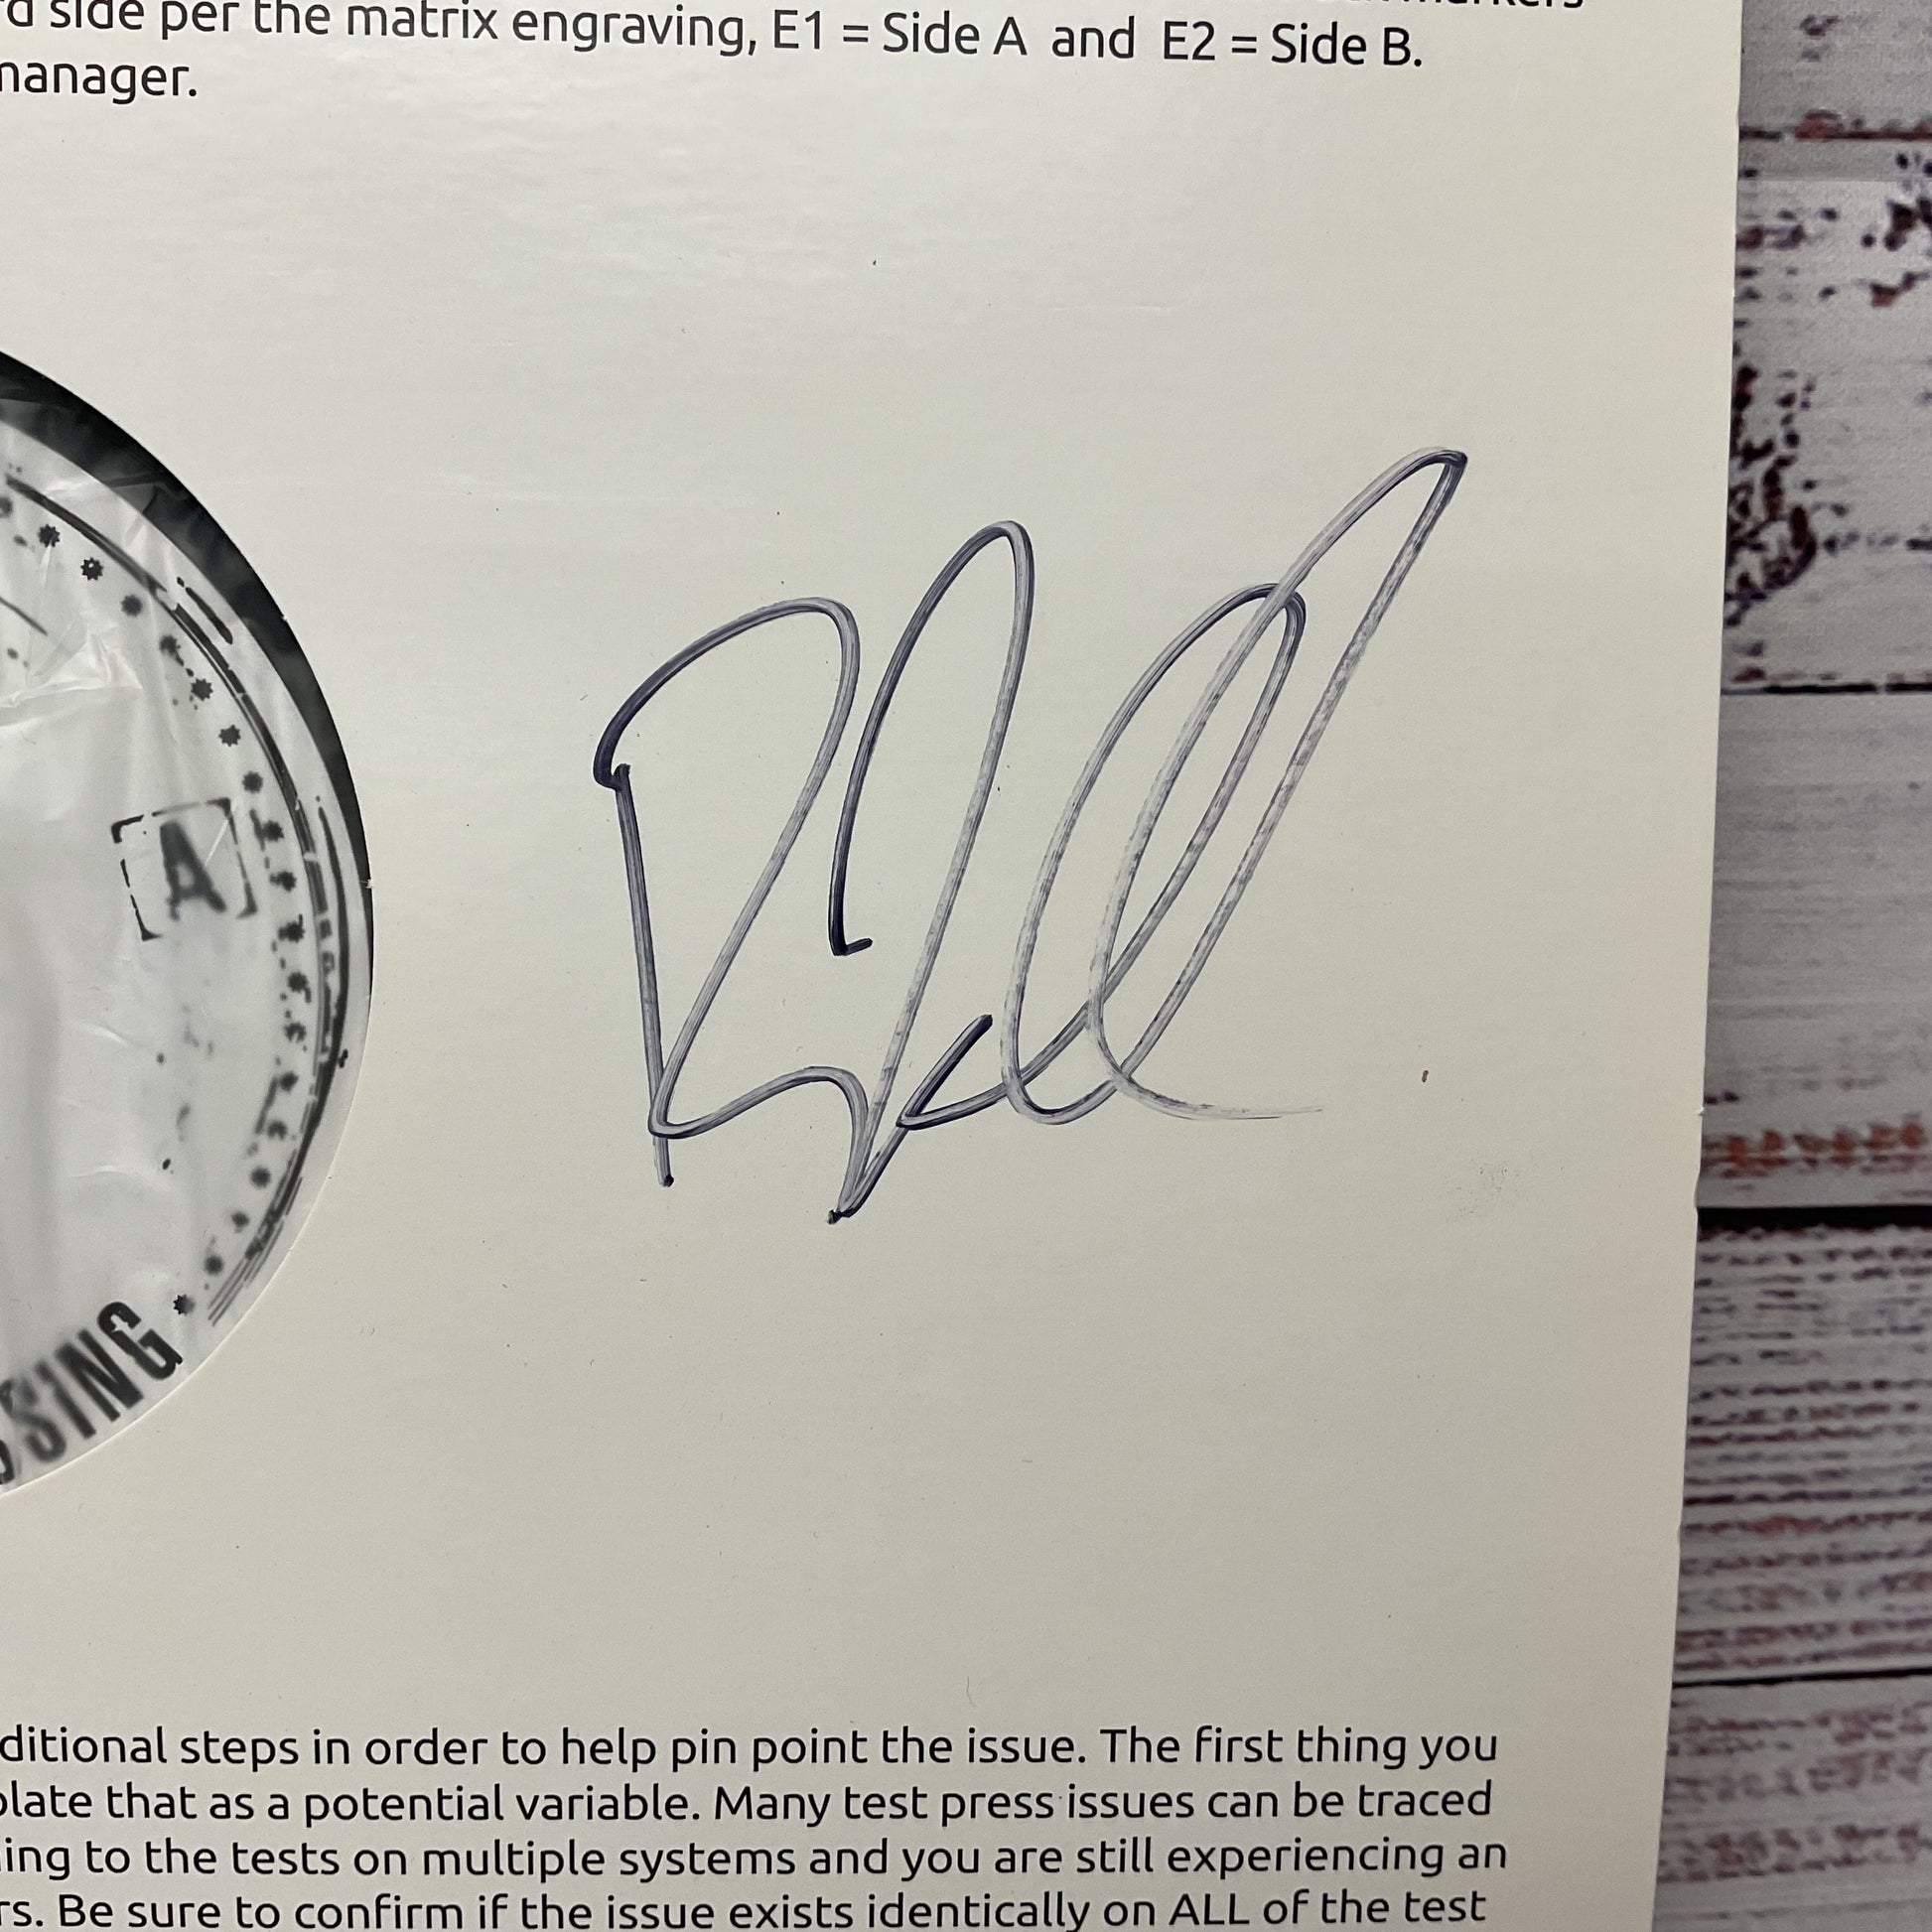 d side per the matrix engraving, E1 = Side A and E2 = Side B.
manager.
A
SING
ditional steps in order to help pin point the issue. The first thing you
olate that as a potential variable. Many test press issues can be traced
ing to the tests on multiple systems and you are still experiencing an
rs. Be sure to confirm if the issue exists identically on ALL of the test